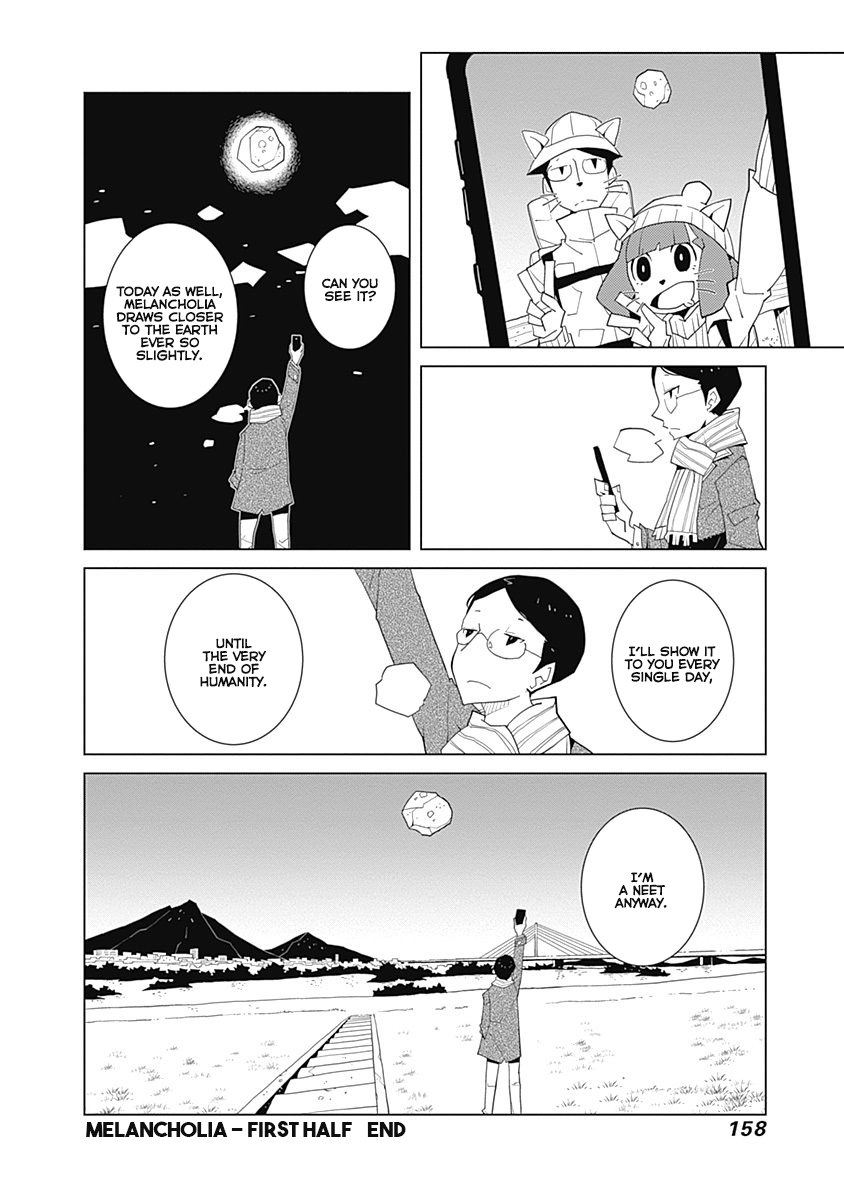 CAN YOU
SEE IT?
TODAY AS WELL,
MELANCHOLIA
DRAWS CLOSER
TO THE EARTH
EVER SO
SLIGHTLY.
I'LL SHOW IT
TO YOU EVERY
SINGLE DAY,
UNTIL
THE VERY
END OF
HUMANITY.
I'M
A NEET
ANYWAY.
MELANCHOLIA – FIRST HALF END
158